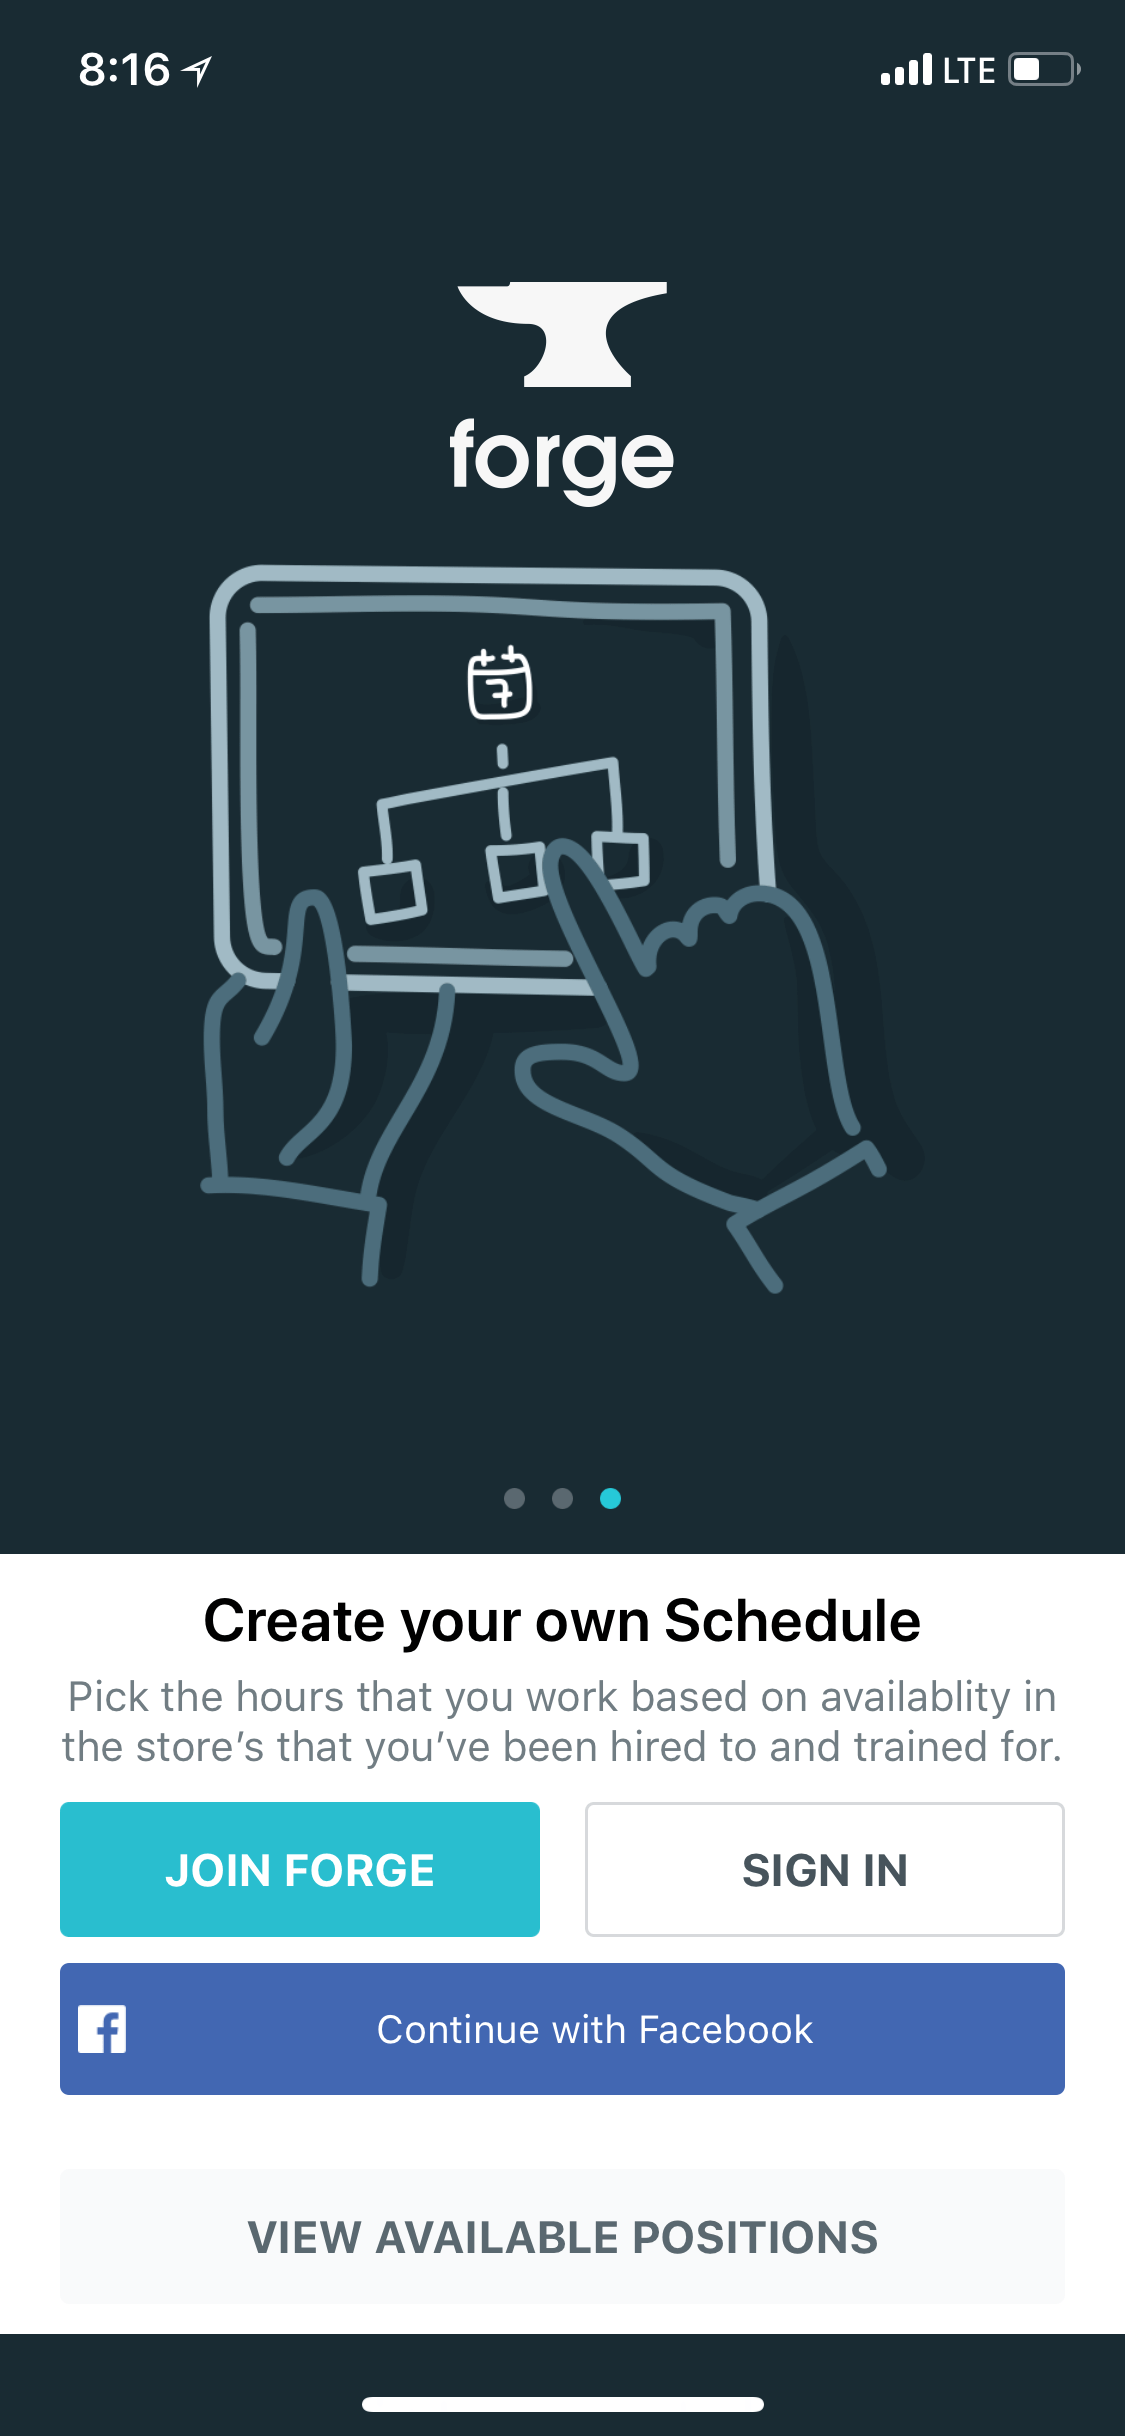 8:16
LTE
forge
7
Create your own Schedule
Pick the hours that you work based on availablity in
the store’s that you’ve been hired to and trained for.
JOIN FORGE
SIGN IN
Continue with Facebook
VIEW AVAILABLE POSITIONS